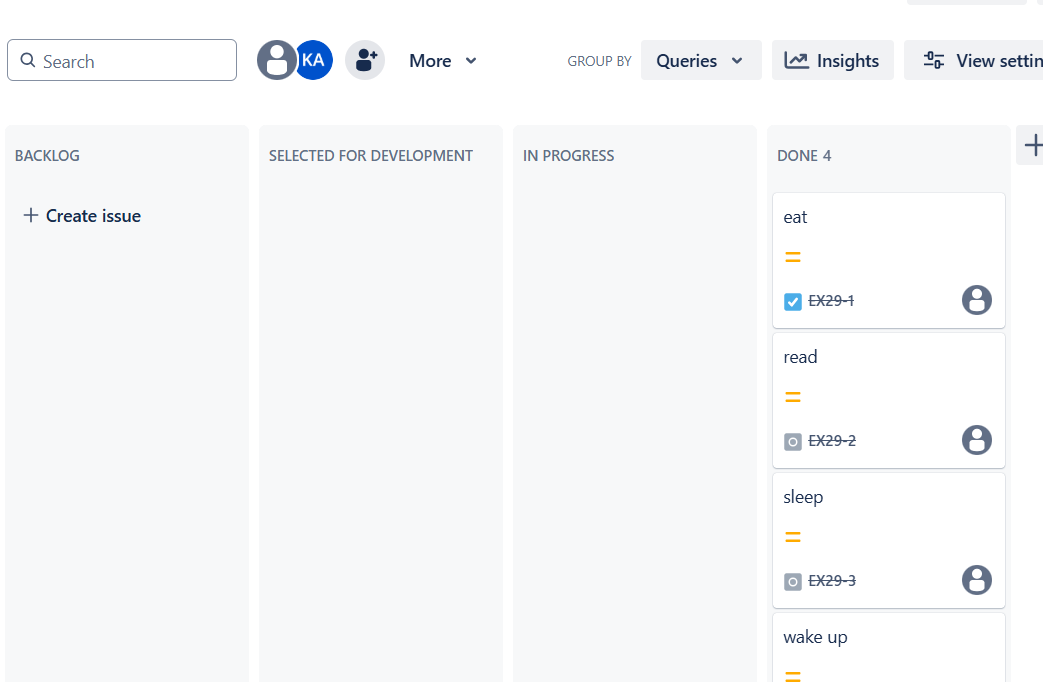 Search
KA
More
GROUP BY
Queries
Insights
View settin
BACKLOG
Create issue
SELECTED FOR DEVELOPMENT
IN PROGRESS
DONE 4
eat
EX29-1
read
EX29-2
sleep
EX29-3
wake up